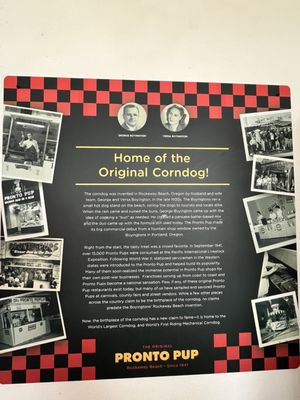 GEORGE BOYINGTON
VERSA BOYINGTON
Home of the
Original Corndog!
The corndog was invented in Rockaway Beach, Oregon by husband and wife
team, George and Versa Boyington, in the late 1930s. The Boyingtons ran a
small hot dog stand on the beach, selling the dogs to tourists and locals alike.
When the rain came and ruined the buns, George Boyington came up with the
idea of cooking a "bun" as needed. He created a pancake batter-based mix
and the duo came up with the formula still used today. The Pronto Pup made
its big commercial debut from a fountain shop window owned by the
Boyingtons in Portland, Oregon.
Right from the start, the tasty treat was a crowd favorite. In September 1941,
over 15,000 Pronto Pups were consumed at the Pacific International Livestock
Exposition. Following World War II, stationed servicemen in the Western
states were introduced to the Pronto Pup and helped build its popularity.
Many of them soon realized the immense potential in Pronto Pup shops for
their own post-war businesses. Franchises sprung up from coast to coast and
Pronto Pups become a national sensation. Few, if any, of these original Pronto
Pup restaurants exist today, but many of us have sampled and savored Pronto
Pups at carnivals, county fairs and street vendors. While a few other places
across the country claim to be the birthplace of the corndog, no claims
predate the Boyingtons' Rockaway Beach invention.
Now, the birthplace of the corndog has a new claim to fame—it is home to the
World's Largest Corndog, and World's First Riding Mechanical Corndog.
PRONTO PUP
THE ORIGINAL
PRONTO PUP
Rockaway Beach • Since 1941